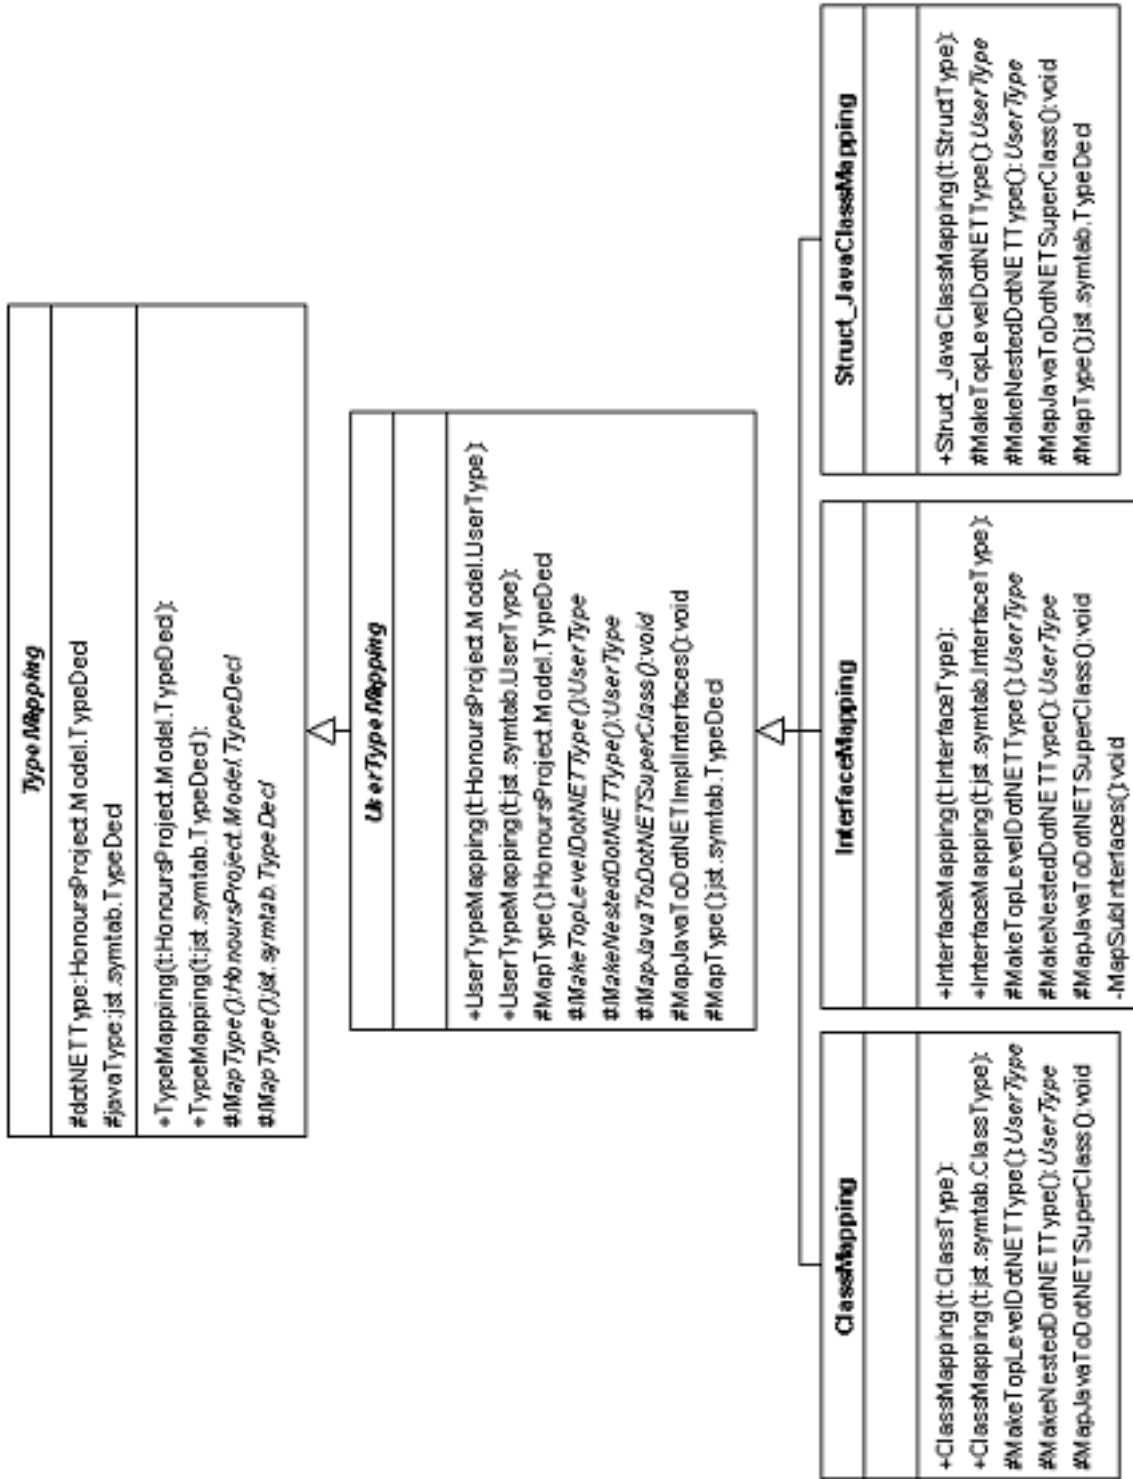 TypeMapping
#dotNETType:HonoursProject.Model.TypeDecl
#javaType:jst.symtab.TypeDecl
+TypeMapping(t:HonoursProject.Model.TypeDecl):
+TypeMapping(t:jst.symtab.TypeDecl):
#MapType():HonoursProject.Model.TypeDecl
#MapType():jst.symtab.TypeDecl
UserTypeMapping
+UserTypeMapping(t:HonoursProject.Model.UserType):
+UserTypeMapping(t:jst.symtab.UserType):
#MapType():HonoursProject.Model.TypeDecl
#MakeTopLevelDotNETType():UserType
#MakeNestedDotNETType():UserType
#MapJavaToDotNETSuperClass():void
#MapJavaToDotNETImplInterfaces():void
#MapType():jst.symtab.TypeDecl
ClassMapping
+ClassMapping(t:ClassType):
+ClassMapping(t:jst.symtab.ClassType):
#MakeTopLevelDotNETType():UserType
#MakeNestedDotNETType():UserType
#MapJavaToDotNETSuperClass():void
InterfaceMapping
+InterfaceMapping(t:InterfaceType):
+InterfaceMapping(t:jst.symtab.InterfaceType):
#MakeTopLevelDotNETType():UserType
#MakeNestedDotNETType():UserType
#MapJavaToDotNETSuperClass():void
-MapSubInterfaces():void
Struct_JavaClassMapping
+Struct_JavaClassMapping(t:StructType):
#MakeTopLevelDotNETType():UserType
#MakeNestedDotNETType():UserType
#MapJavaToDotNETSuperClass():void
#MapType():jst.symtab.TypeDecl